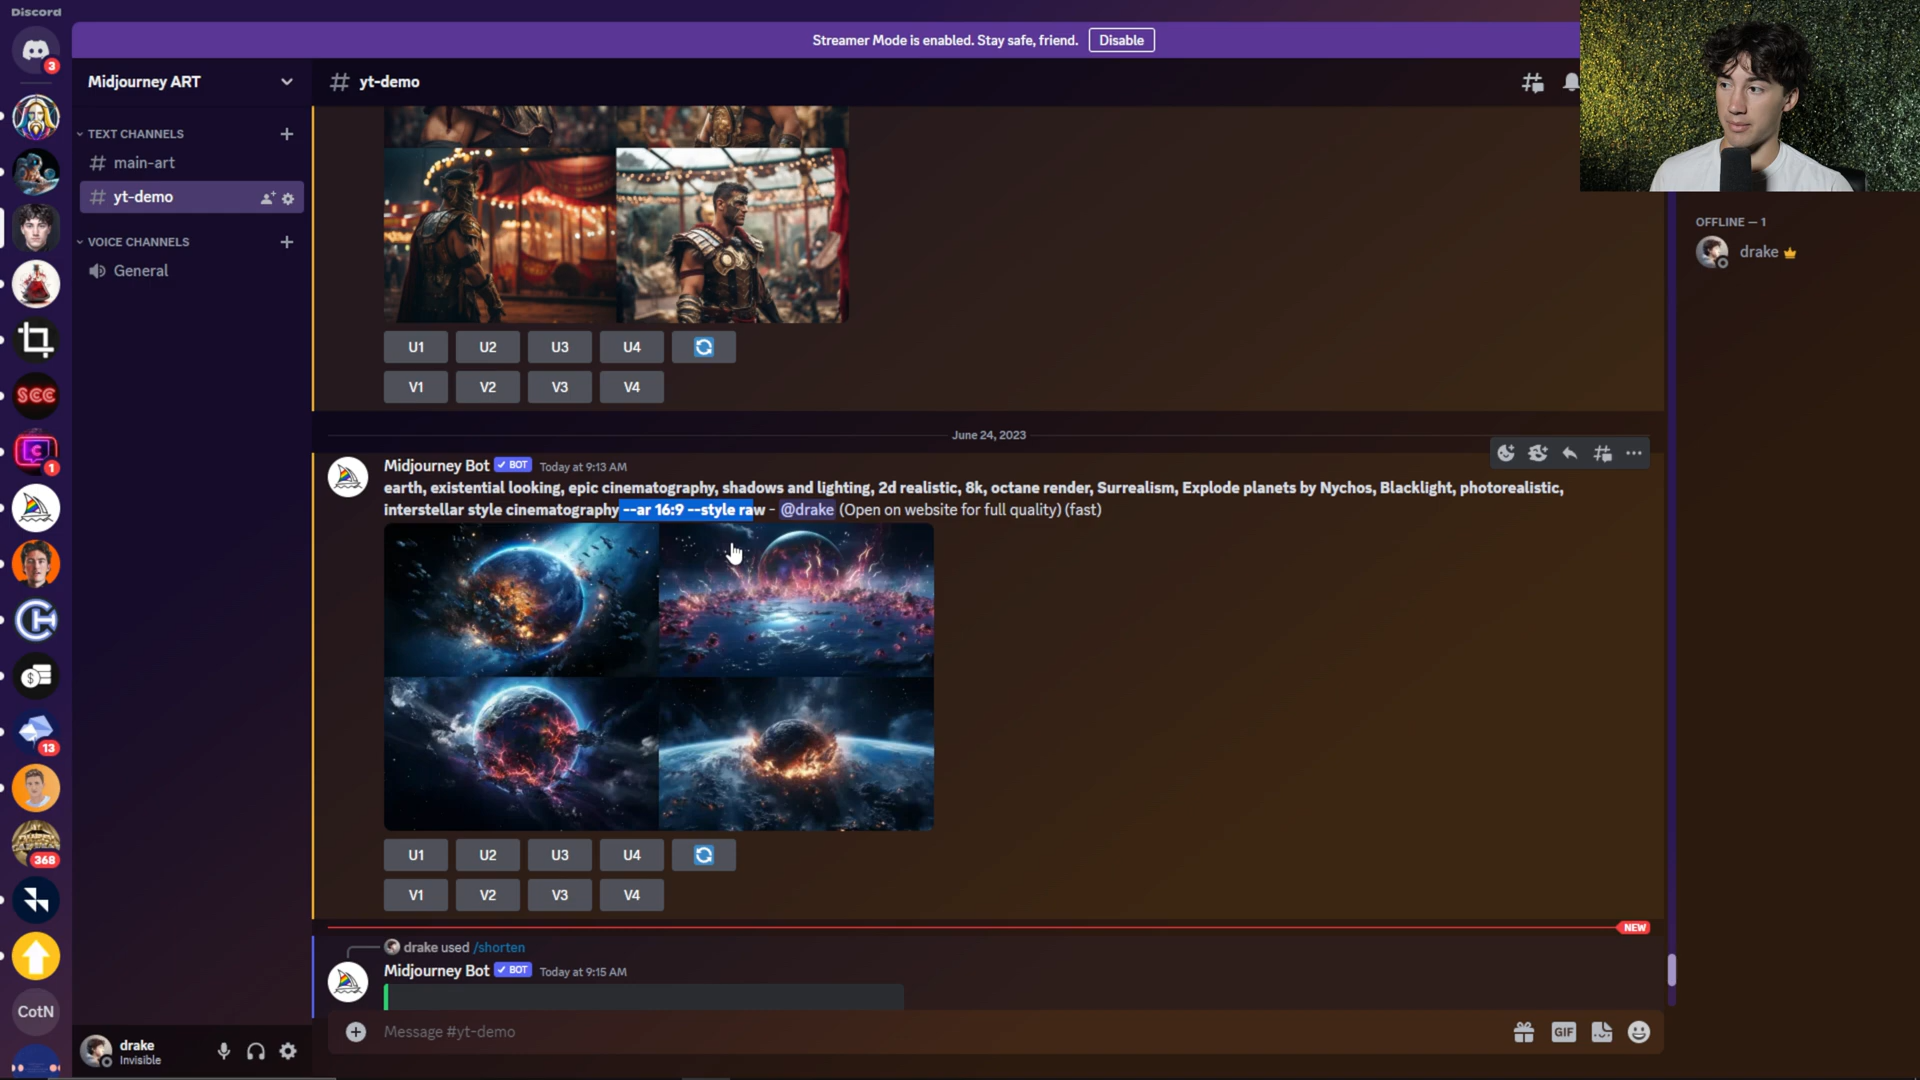 Discord
Streamer Mode is enabled. Stay safe, friend.
Disable
3
Midjourney ART
# yt-demo
TEXT CHANNELS
main-art
yt-demo
VOICE CHANNELS
General
OFFLINE — 1
drake
U1 U2 U3 U4
V1 V2 V3 V4
June 24, 2023
Midjourney Bot ✓ BOT Today at 9:13 AM
earth, existential looking, epic cinematography, shadows and lighting, 2d realistic, 8k, octane render, Surrealism, Explode planets by Nychos, Blacklight, photorealistic,
interstellar style cinematography --ar 16:9 --style raw - @drake (Open on website for full quality) (fast)
U1 U2 U3 U4
V1 V2 V3 V4
NEW
drake used /shorten
Midjourney Bot ✓ BOT Today at 9:15 AM
Message #yt-demo
GIF
SCC
C
1
CH
$
13
368
CotN
drake
Invisible